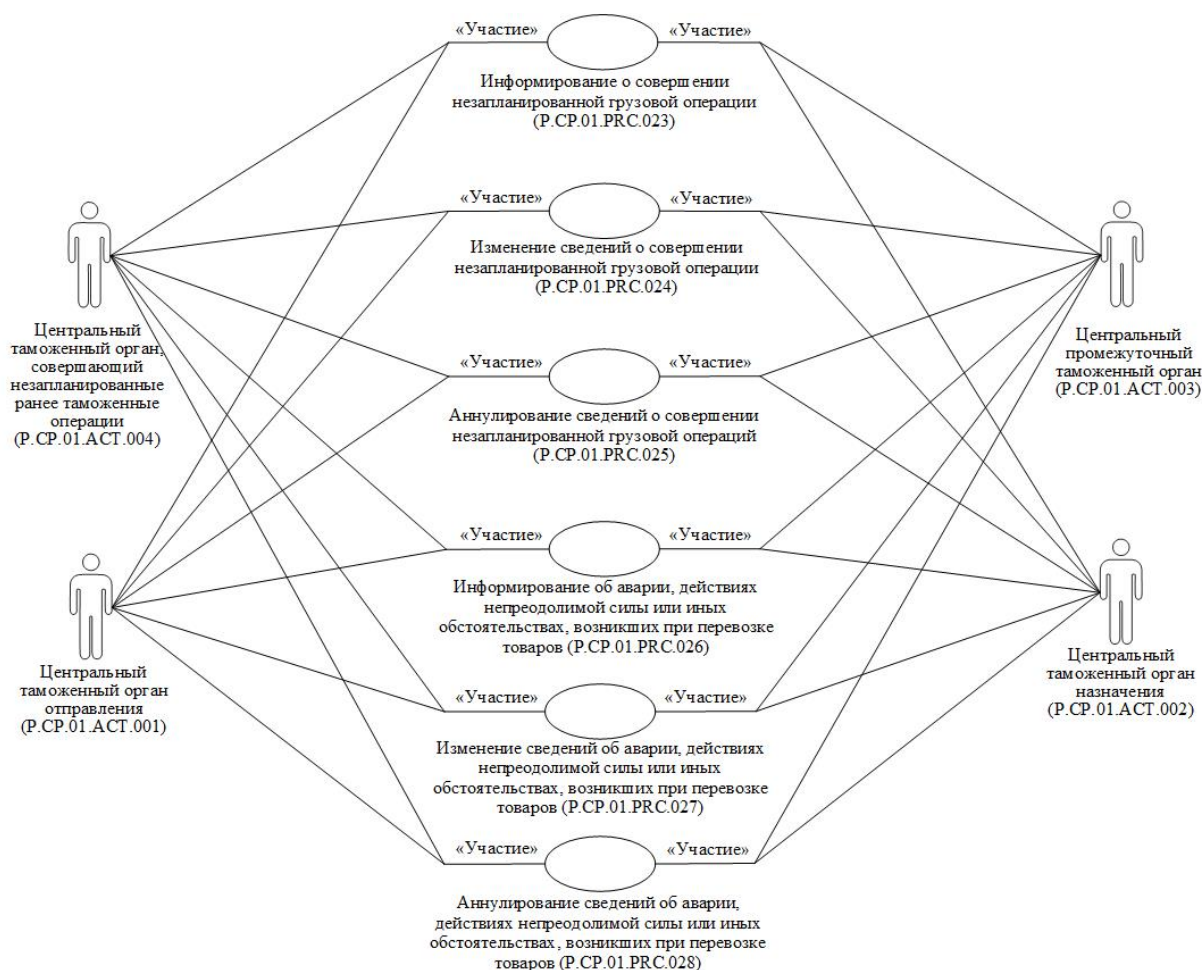 «Участие» «Участие»
Информирование о совершении
незапланированной грузовой операции
(P.CP.01.PRC.023)
«Участие» «Участие»
Изменение сведений о совершении
незапланированной грузовой операции
(P.CP.01.PRC.024)
Центральный
таможенный орган,
совершающий
незапланированные
ранее таможенные
операции
(P.CP.01.ACT.004)
Центральный
промежуточный
таможенный орган
(P.CP.01.ACT.003)
«Участие» «Участие»
Аннулирование сведений о совершении
незапланированной грузовой операций
(P.CP.01.PRC.025)
«Участие» «Участие»
Информирование об аварии, действиях
непреодолимой силы или иных
обстоятельствах, возникших при перевозке
товаров (P.CP.01.PRC.026)
Центральный
таможенный орган
отправления
(P.CP.01.ACT.001)
Центральный
таможенный орган
назначения
(P.CP.01.ACT.002)
«Участие» «Участие»
Изменение сведений об аварии, действиях
непреодолимой силы или иных
обстоятельствах, возникших при перевозке
товаров (P.CP.01.PRC.027)
«Участие» «Участие»
Аннулирование сведений об аварии,
действиях непреодолимой силы или иных
обстоятельствах, возникших при перевозке
товаров (P.CP.01.PRC.028)